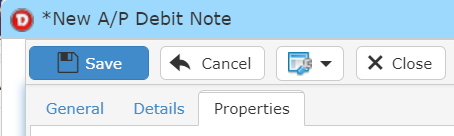 *New A/P Debit Note
Save Cancel Close
General Details Properties